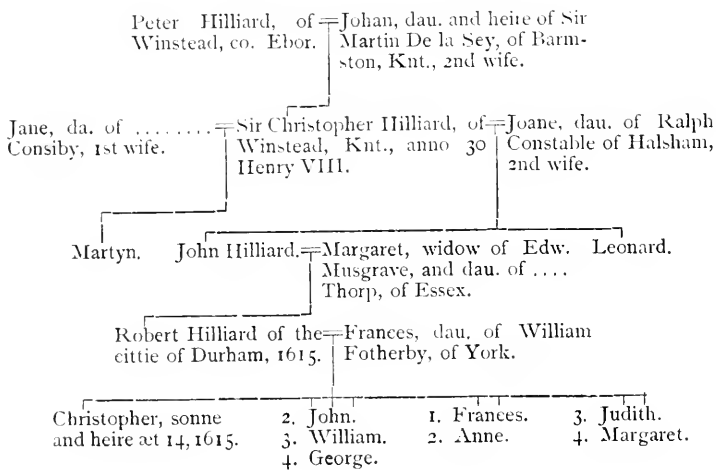 Peter Hilliard, of = Johan, dau. and heire of Sir
Winstead, co. Ebor. Martin De la Sey, of Barm-
ston, Knt., 2nd wife.
Jane, da. of ........ = Sir Christopher Hilliard, of = Joane, dau. of Ralph
Consiby, 1st wife. Winstead, Knt., anno 30 Constable of Halsham,
Henry VIII. 2nd wife.
Martyn. John Hilliard. = Margaret, widow of Edw. Leonard.
Musgrave, and dau. of ....
Thorp, of Essex.
Robert Hilliard of the = Frances, dau. of William
cittie of Durham, 1615. Fotherby, of York.
Christopher, sonne 2. John. 1. Frances. 3. Judith.
and heire æt 14, 1615. 3. William. 2. Anne. 4. Margaret.
4. George.